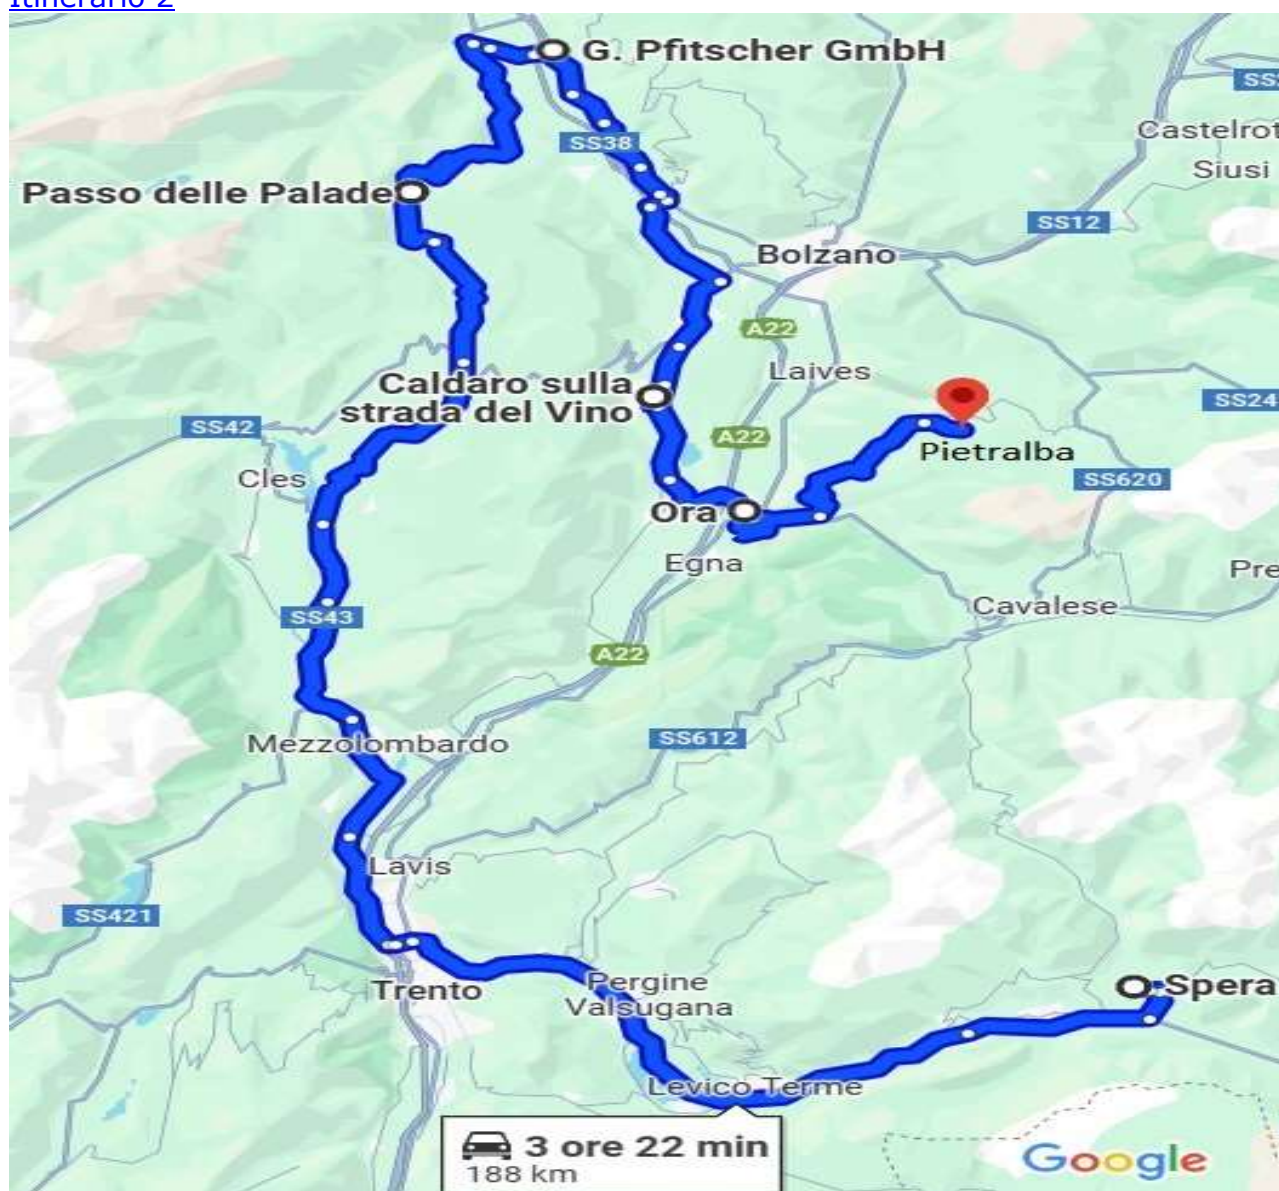 Itinerario 2
G. Pfitscher GmbH
SS38
Castelrot
Siusi
Passo delle Palade
SS12
Bolzano
A22
Laives
Caldaro sulla
strada del Vino
SS24
SS42
A22
Pietralba
Cles
SS620
Ora
Egna
Pre
Cavalese
SS43
A22
SS612
Mezzolombardo
Lavis
SS421
Pergine
Valsugana
Trento
Spera
Levico Terme
3 ore 22 min
188 km
Google